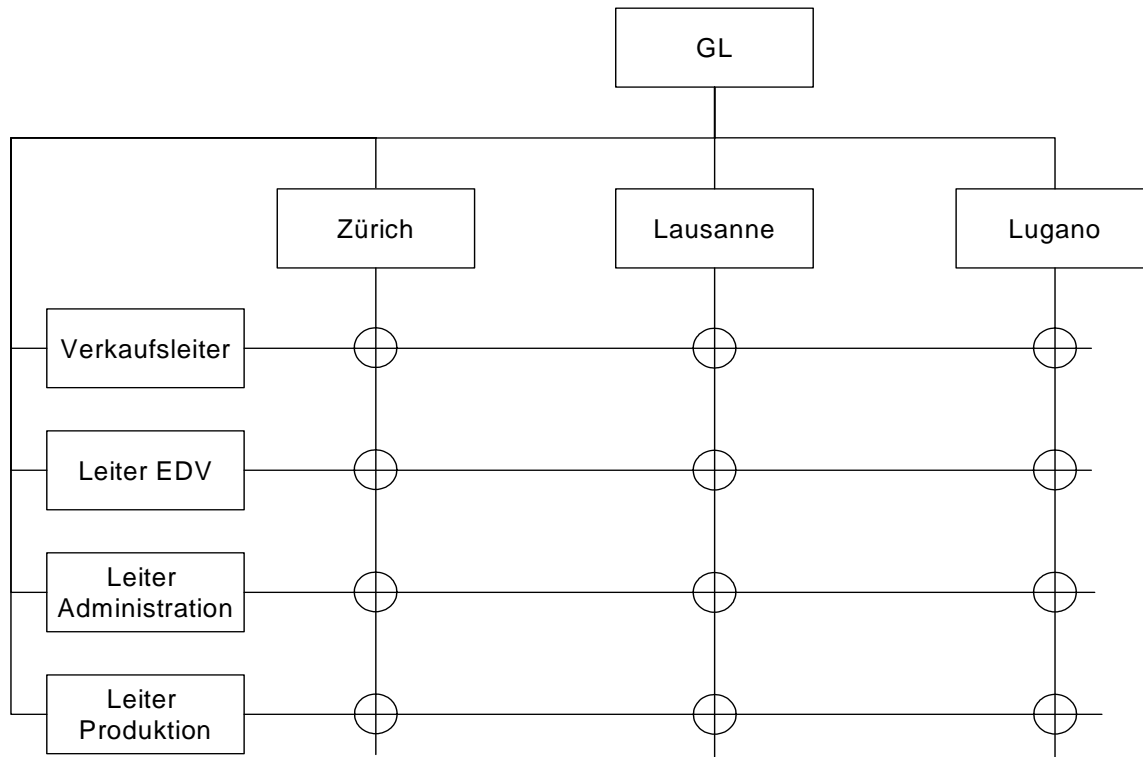 GL
Zürich
Lausanne
Lugano
Verkaufsleiter
Leiter EDV
Leiter
Administration
Leiter
Produktion